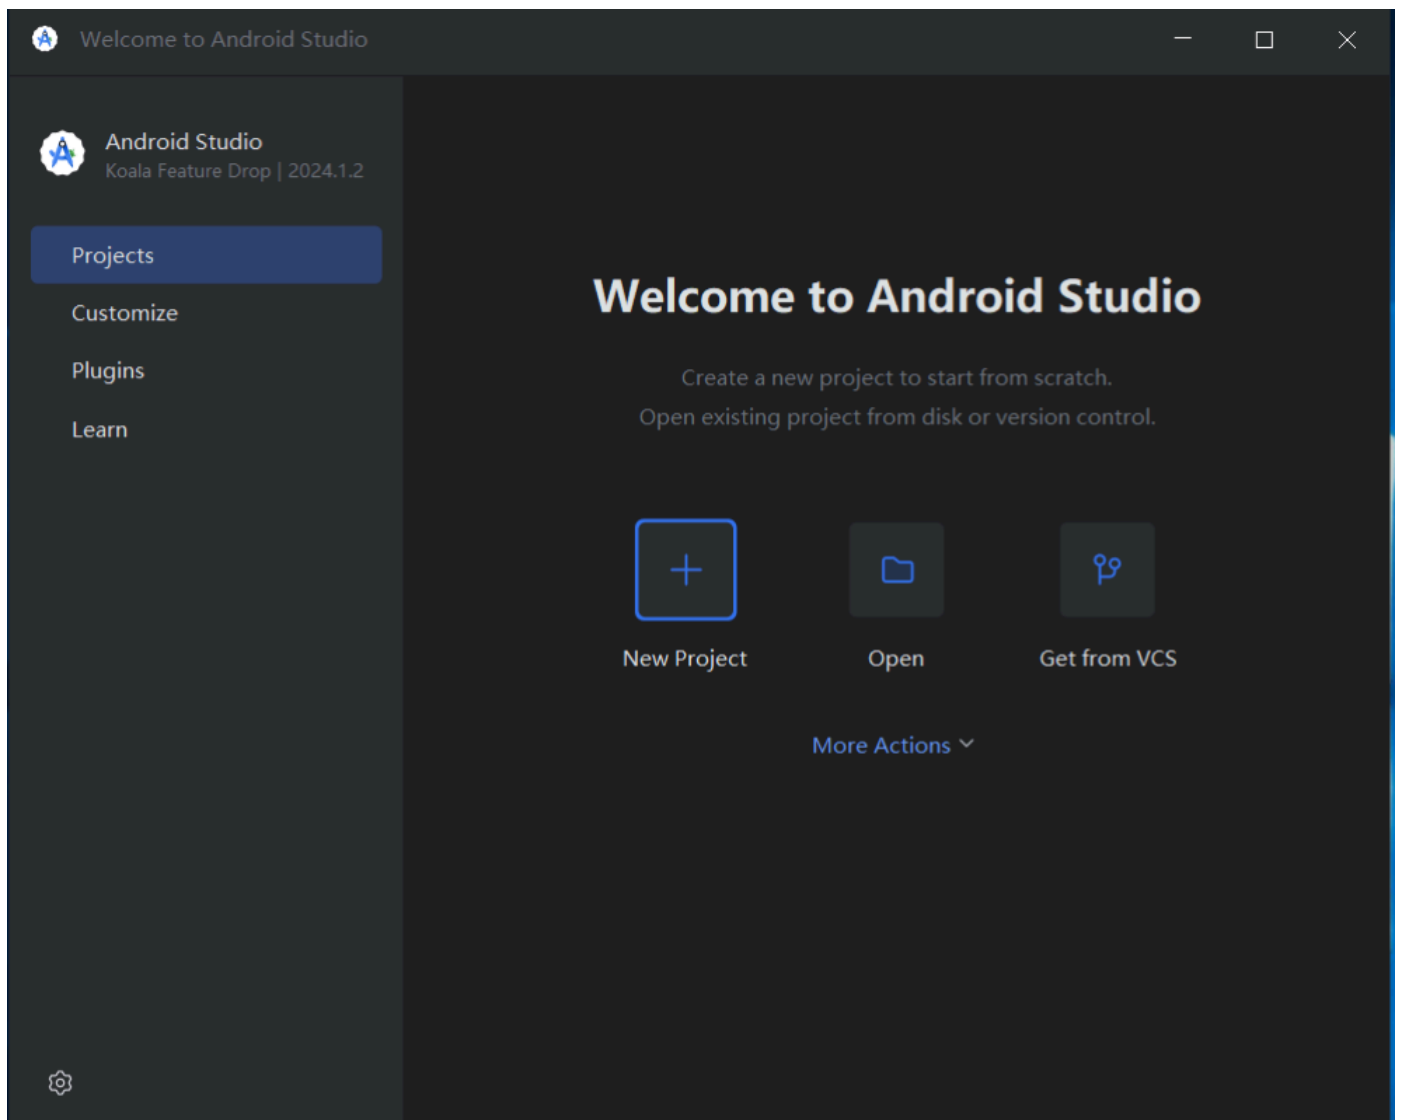 Welcome to Android Studio
Android Studio
Koala Feature Drop | 2024.1.2
Projects
Customize
Plugins
Learn
Welcome to Android Studio
Create a new project to start from scratch.
Open existing project from disk or version control.
New Project
Open
Get from VCS
More Actions